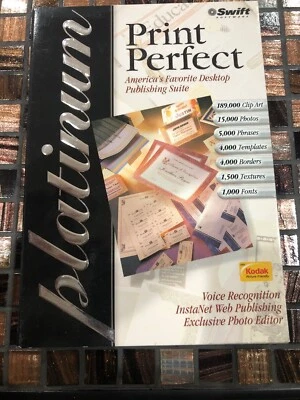 Swift
SOFTWARE
platinum
Print
Perfect
America's Favorite Desktop
Publishing Suite
189,000 Clip Art
15,000 Photos
5,000 Phrases
4,000 Templates
4,000 Borders
1,500 Textures
1,000 Fonts
Kodak
Voice Recognition
InstaNet Web Publishing
Exclusive Photo Editor